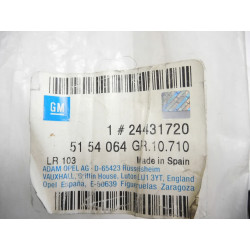 GM
1 # 24431720
51 54 064 GR.10.710
LR 103 Made in Spain
ADAM OPEL AG - D-65423 Rüsselsheim
VAUXHALL, Griffin House, Luton LU1 3YT, England
Opel España, E-50639 Figueruelas Zaragoza